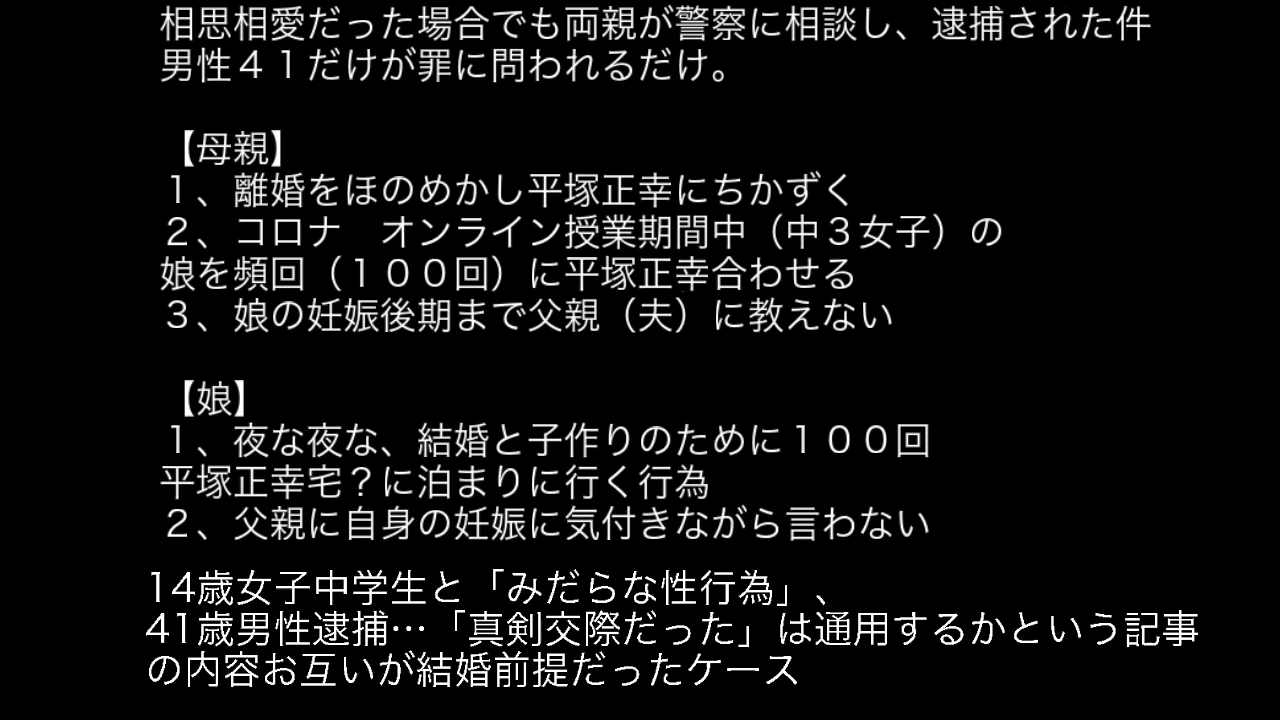 相思相愛だった場合でも両親が警察に相談し、逮捕された件
男性４１だけが罪に問われるだけ。
【母親】
１、離婚をほのめかし平塚正幸にちかずく
２、コロナ　オンライン授業期間中（中３女子）の
娘を頻回（１００回）に平塚正幸合わせる
３、娘の妊娠後期まで父親（夫）に教えない
【娘】
１、夜な夜な、結婚と子作りのために１００回
平塚正幸宅？に泊まりに行く行為
２、父親に自身の妊娠に気付きながら言わない
14歳女子中学生と「みだらな性行為」、
41歳男性逮捕…「真剣交際だった」は通用するかという記事
の内容お互いが結婚前提だったケース